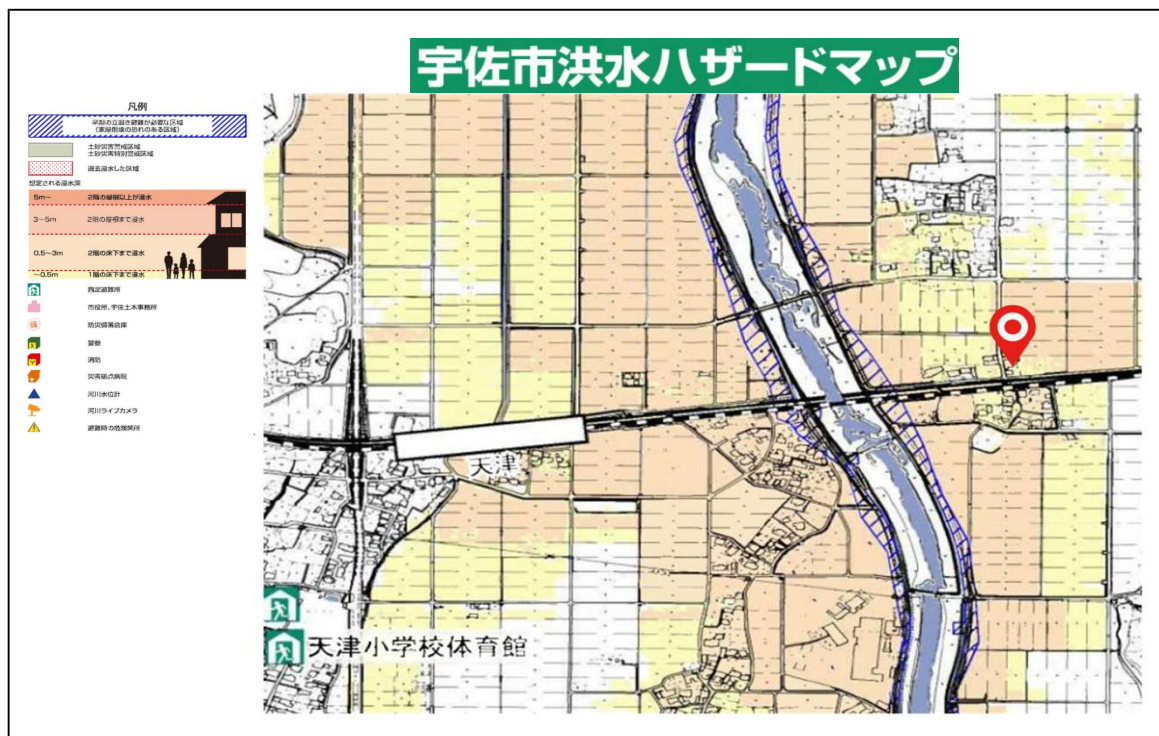 宇佐市洪水ハザードマップ
凡例
早期の立退き避難が必要な区域
(家屋倒壊の恐れのある区域)
土砂災害警戒区域
土砂災害特別警戒区域
過去浸水した区域
想定される浸水深
5m〜 2階の屋根以上が浸水
3〜5m 2階の屋根まで浸水
0.5〜3m 2階の床下まで浸水
〜0.5m 1階の床下まで浸水
指定避難所
市役所、宇佐土木事務所
防災備蓄倉庫
警察
消防
災害拠点病院
河川水位計
河川ライブカメラ
避難時の危険箇所
天津
天津小学校体育館